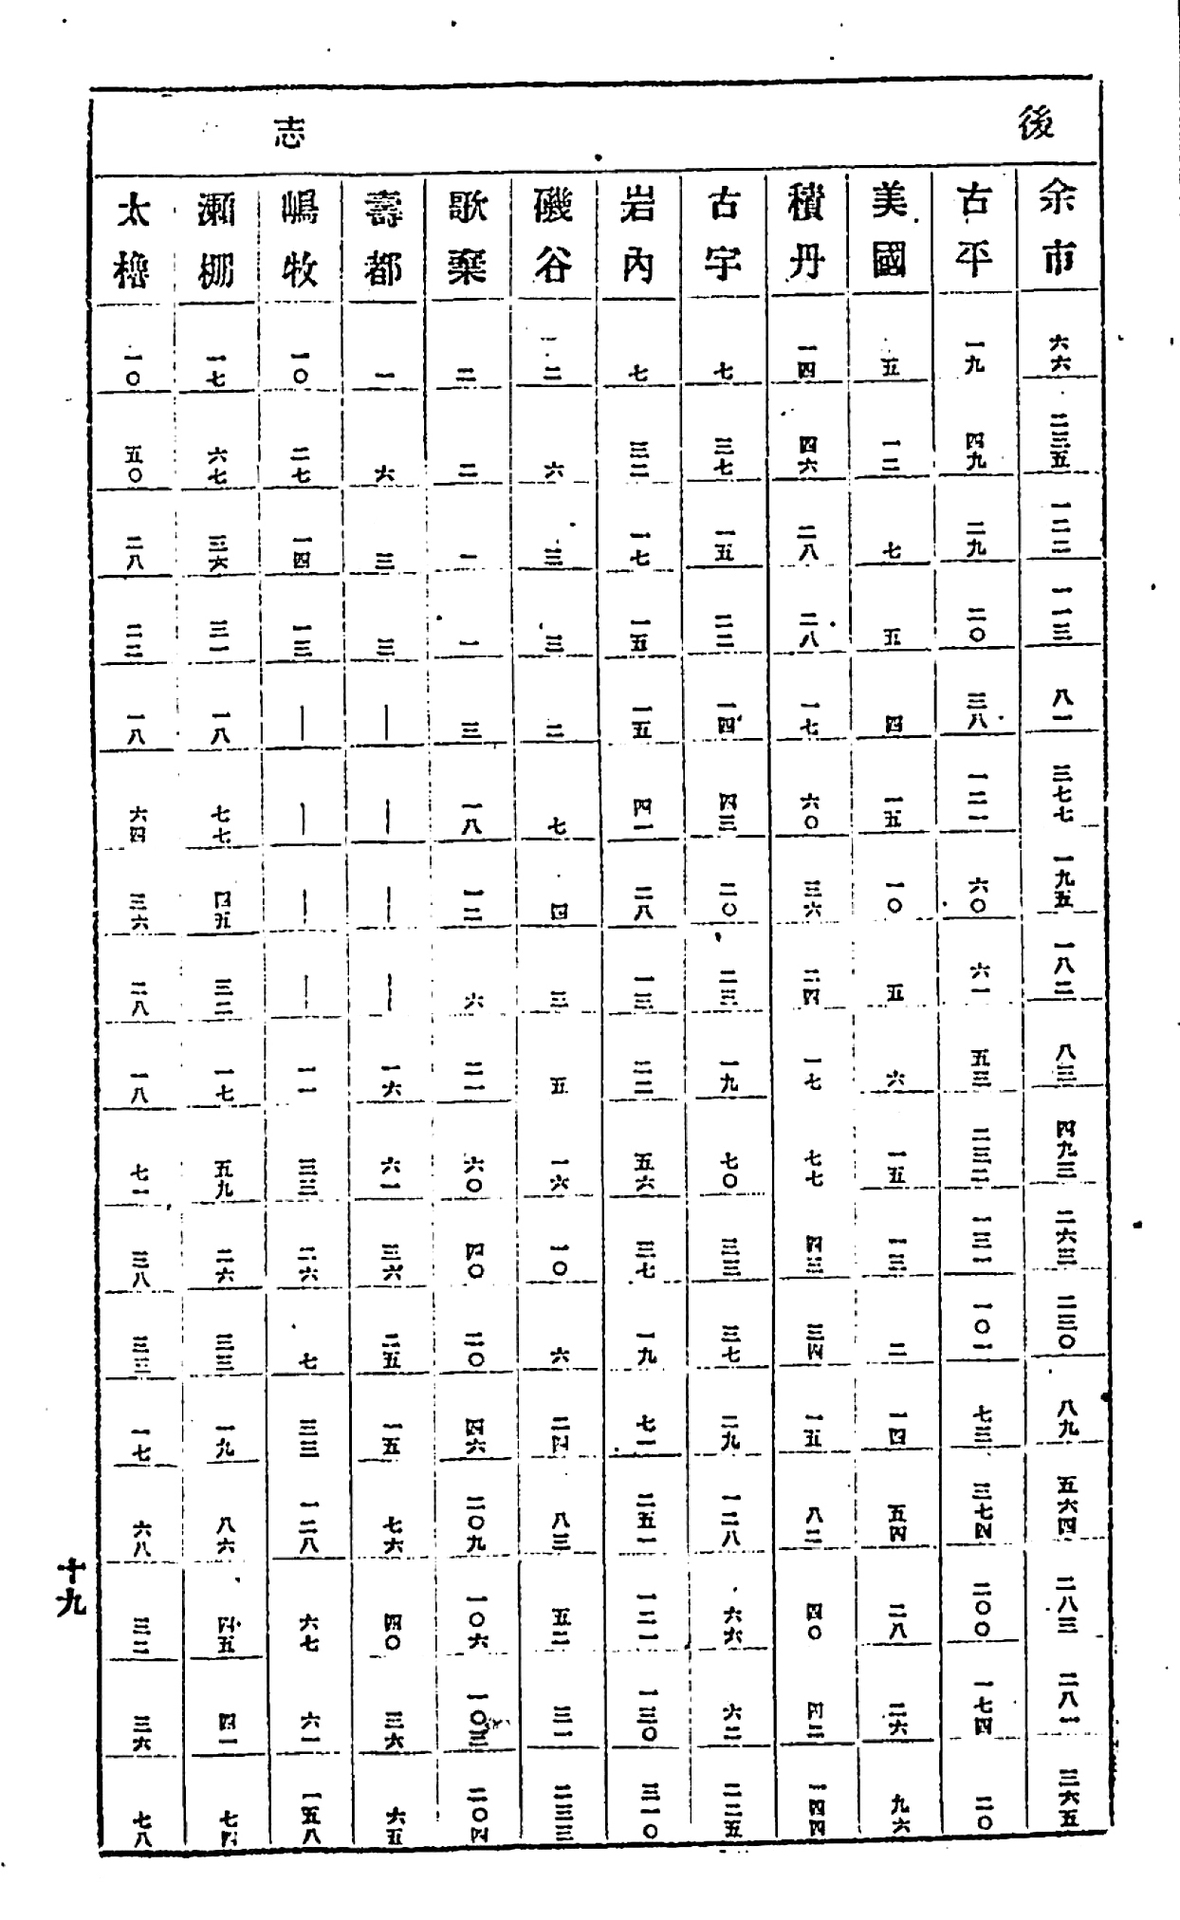 後志
余市 六六 二三五 一二二 一一三 八一 三七七 一九五 一八二 八三 四九三 二六三 二三〇 八九 五六四 二八三 二八一 三六五
古平 一九 四九 二九 二〇 三八 一二一 六〇 六一 五三 二三二 一三一 一〇一 七三 三七四 二〇〇 一七四 二〇
美國 五 一二 七 五 四 一五 一〇 五 六 一五 一三 二 一四 五四 二八 二六 九六
積丹 一四 四六 二八 二八 一七 六〇 三六 二四 一七 七七 四三 三四 一五 八二 四〇 四二 一四四
古宇 七 三七 一五 二二 一四 四三 二〇 二三 一九 七〇 三三 三七 二九 一二八 六六 六二 二二五
岩內 七 三二 一七 一五 一五 四一 二八 一三 二二 五六 三七 一九 七一 二五一 一二一 一三〇 三一〇
磯谷 二 六 三 三 二 七 四 三 五 一六 一〇 六 二四 八三 五二 三一 二三三
歌棄 二 二 一 一 三 一八 一二 六 二一 六〇 四〇 二〇 四六 二〇九 一〇六 一〇三 二〇四
壽都 一 六 三 三 ― ― ― ― 一六 六一 三六 二五 一五 七六 四〇 三六 六五
嶋牧 一〇 二七 一四 一三 ― ― ― ― 一一 三三 二六 七 三三 一二八 六七 六一 一五八
瀬棚 一七 六七 三六 三一 一八 七七 四五 三二 一七 五九 二六 三三 一九 八六 四五 四一 七四
太櫓 一〇 五〇 二八 二二 一八 六四 三六 二八 一八 七一 三八 三三 一七 六八 三二 三六 七八
十九